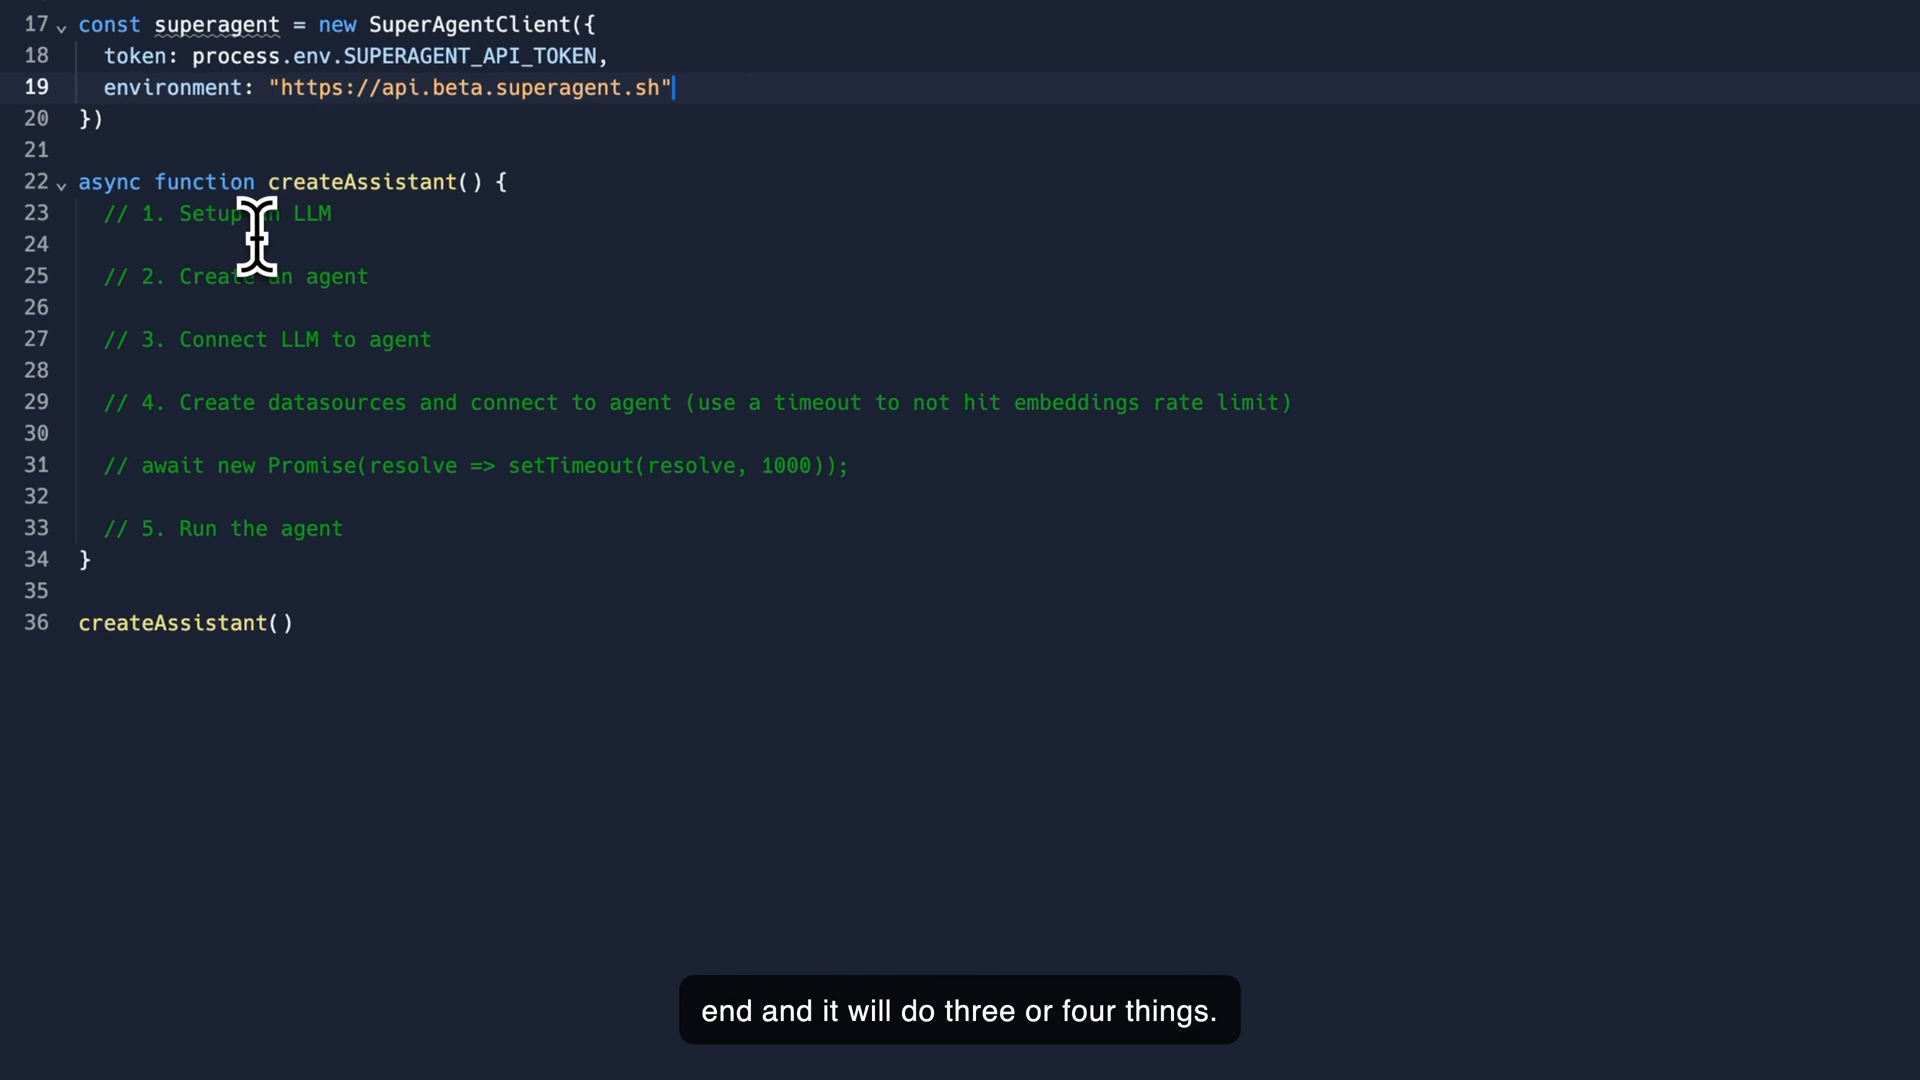 17 const superagent = new SuperAgentClient({
18 token: process.env.SUPERAGENT_API_TOKEN,
19 environment: "https://api.beta.superagent.sh"
20 })
21
22 async function createAssistant() {
23 // 1. Setup an LLM
24
25 // 2. Create an agent
26
27 // 3. Connect LLM to agent
28
29 // 4. Create datasources and connect to agent (use a timeout to not hit embeddings rate limit)
30
31 // await new Promise(resolve => setTimeout(resolve, 1000));
32
33 // 5. Run the agent
34 }
35
36 createAssistant()
end and it will do three or four things.